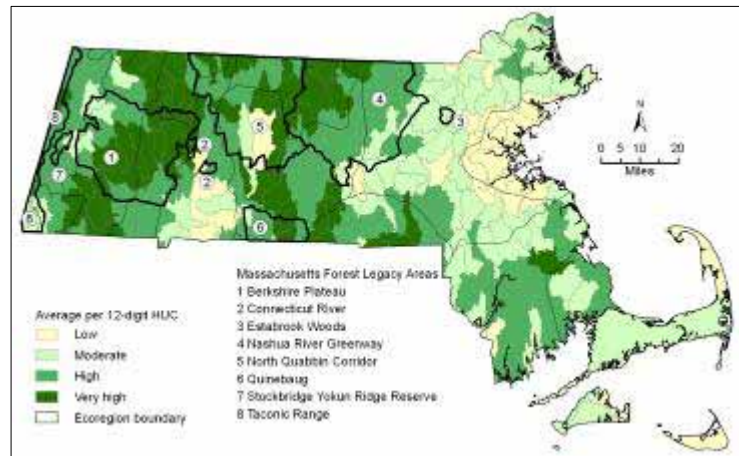 8
1
7
8
2
2
5
6
4
3
N
0 5 10 20
Miles
Massachusetts Forest Legacy Areas
1 Berkshire Plateau
2 Connecticut River
3 Estabrook Woods
4 Nashua River Greenway
5 North Quabbin Corridor
6 Quinebaug
7 Stockbridge Yokun Ridge Reserve
8 Taconic Range
Average per 12-digit HUC
Low
Moderate
High
Very high
Ecoregion boundary